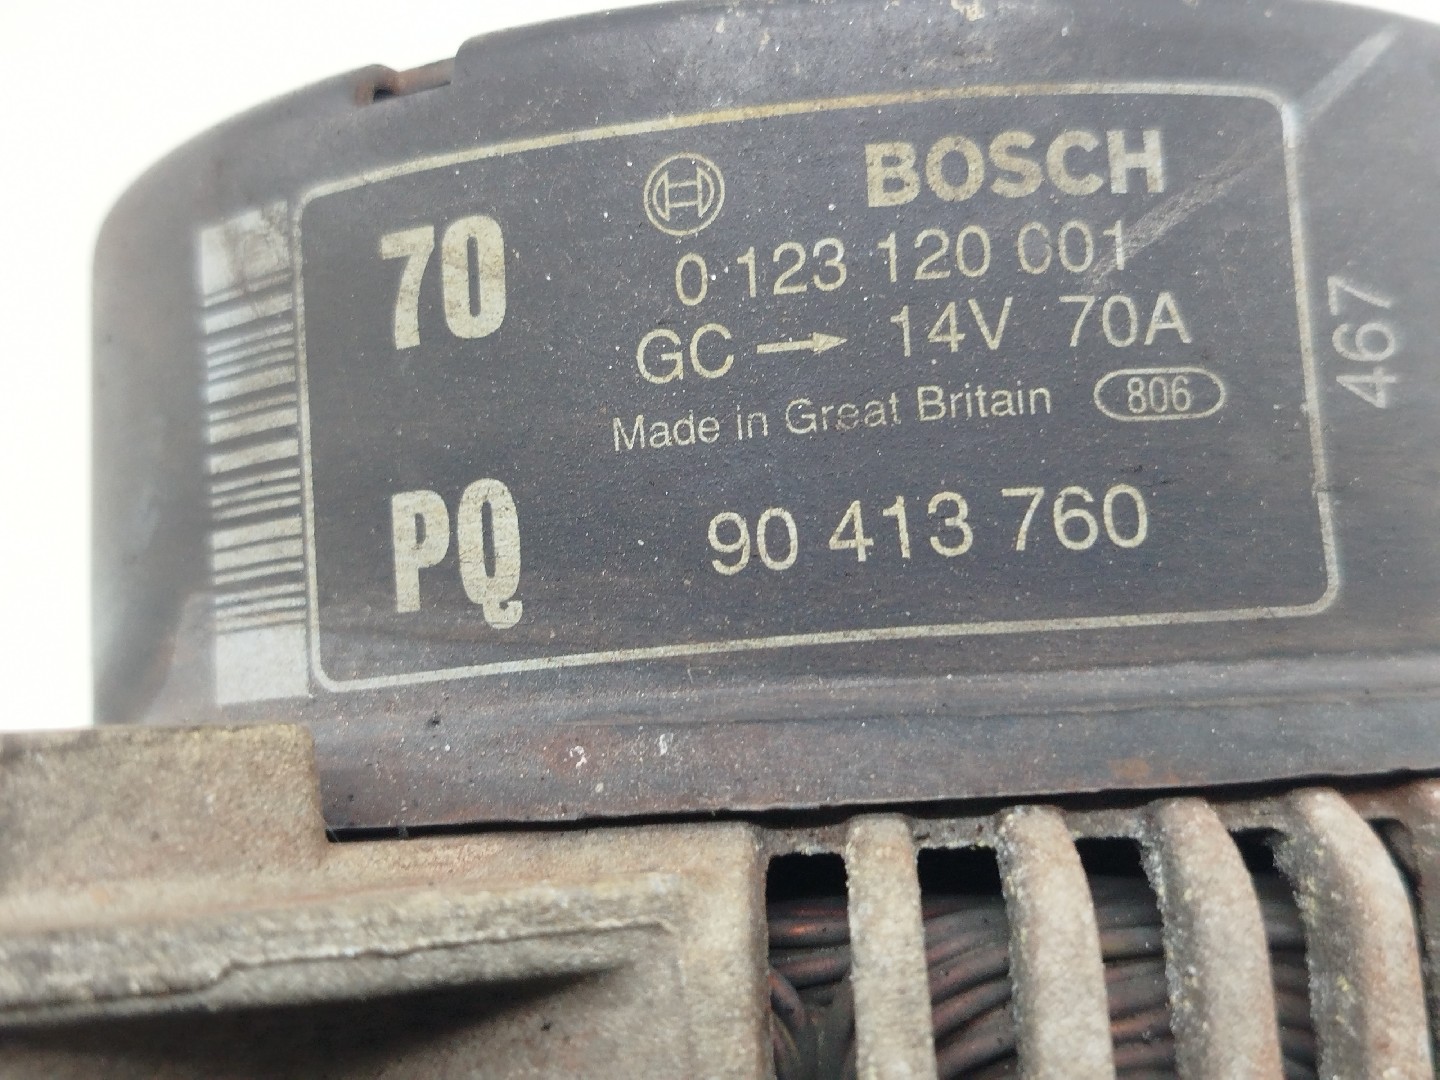 BOSCH
70
0 123 120 001
GC → 14V 70A
Made in Great Britain 806
PQ
90 413 760
467